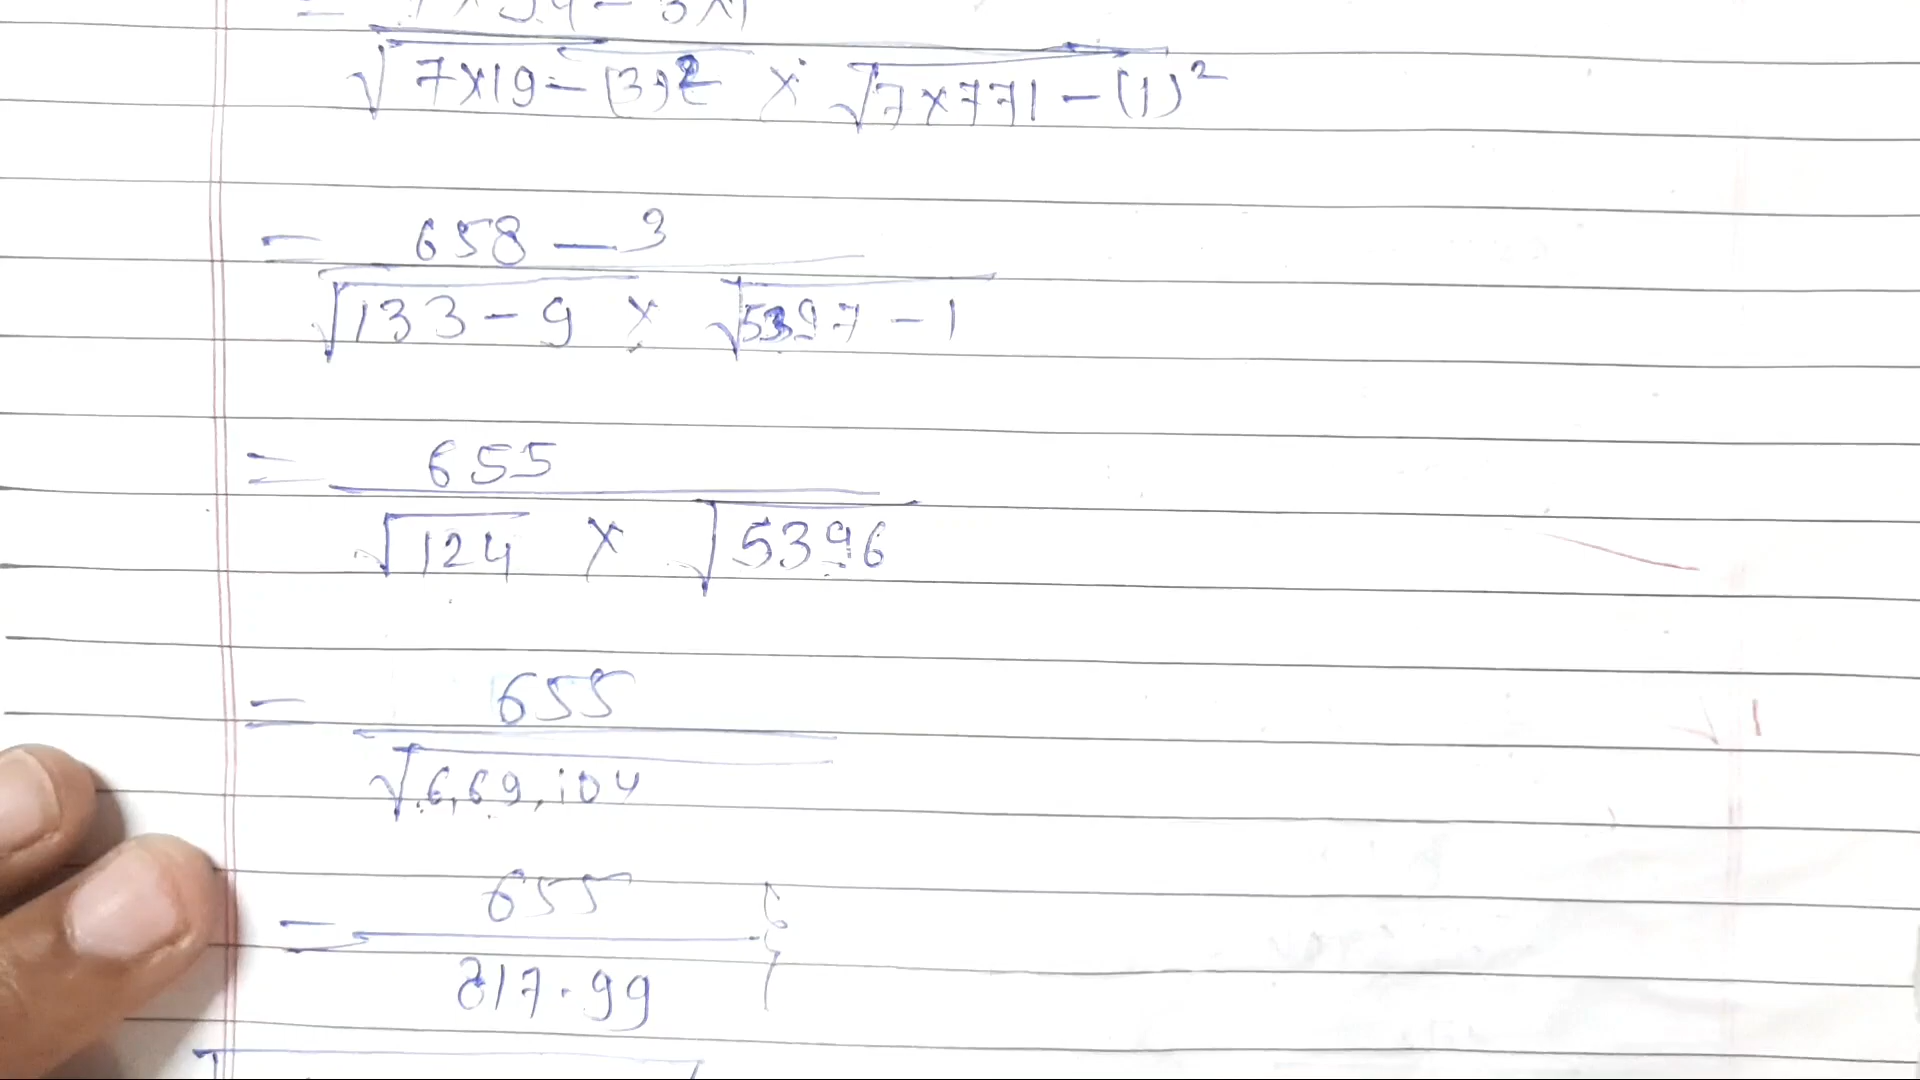 √7×19-(3)2 × √7×771-(1)²
= 658-3
√133-9 × √5397-1
= 655
√124 × √5396
= 655
√6,69,104
= 655
817.99